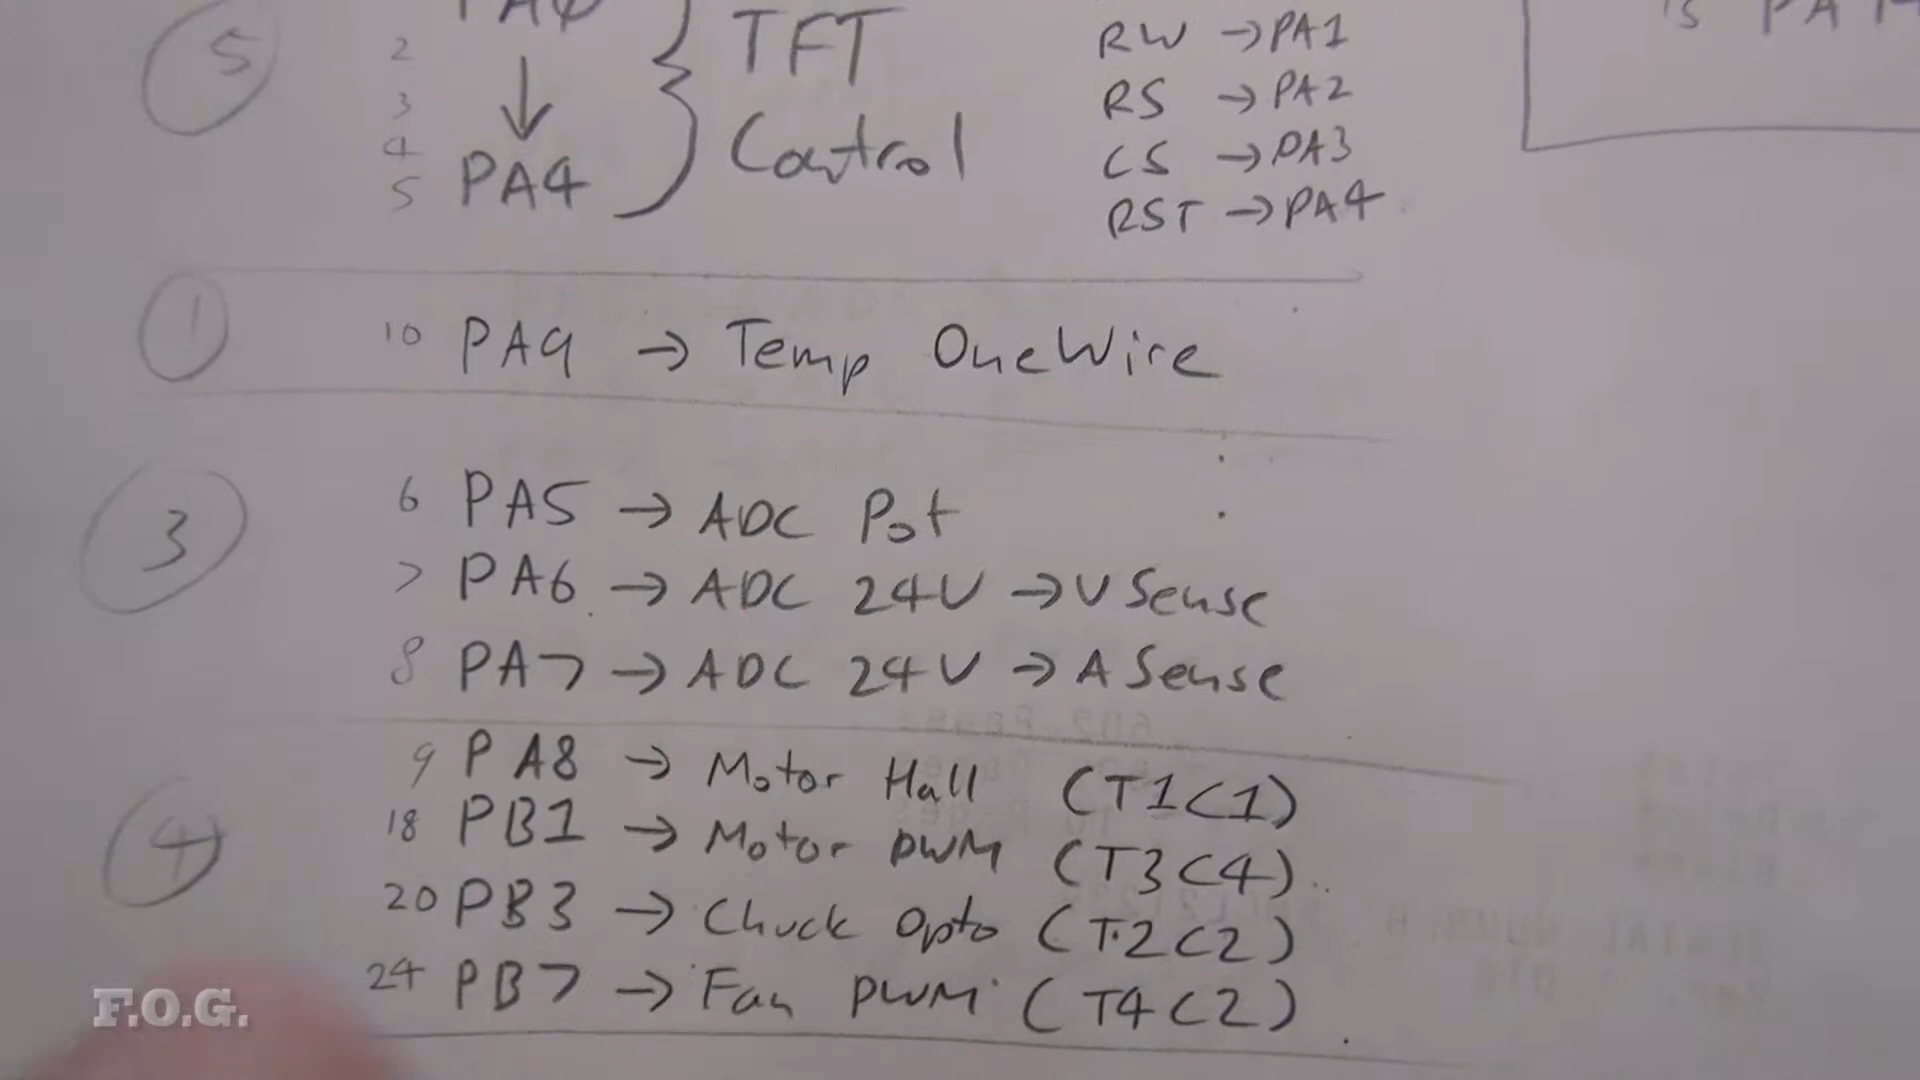 5
2
3
4
5 PA4
TFT
Control
RW → PA1
RS → PA2
CS → PA3
RST → PA4
1
10 PA9 → Temp OneWire
3
6 PA5 → ADC Pot
7 PA6 → ADC 24V → V Sense
8 PA7 → ADC 24V → A Sense
4
9 PA8 → Motor Hall (T1C1)
18 PB1 → Motor PWM (T3C4)
20 PB3 → Chuck Opto (T2C2)
24 PB7 → Fan PWM (T4C2)
F.O.G.